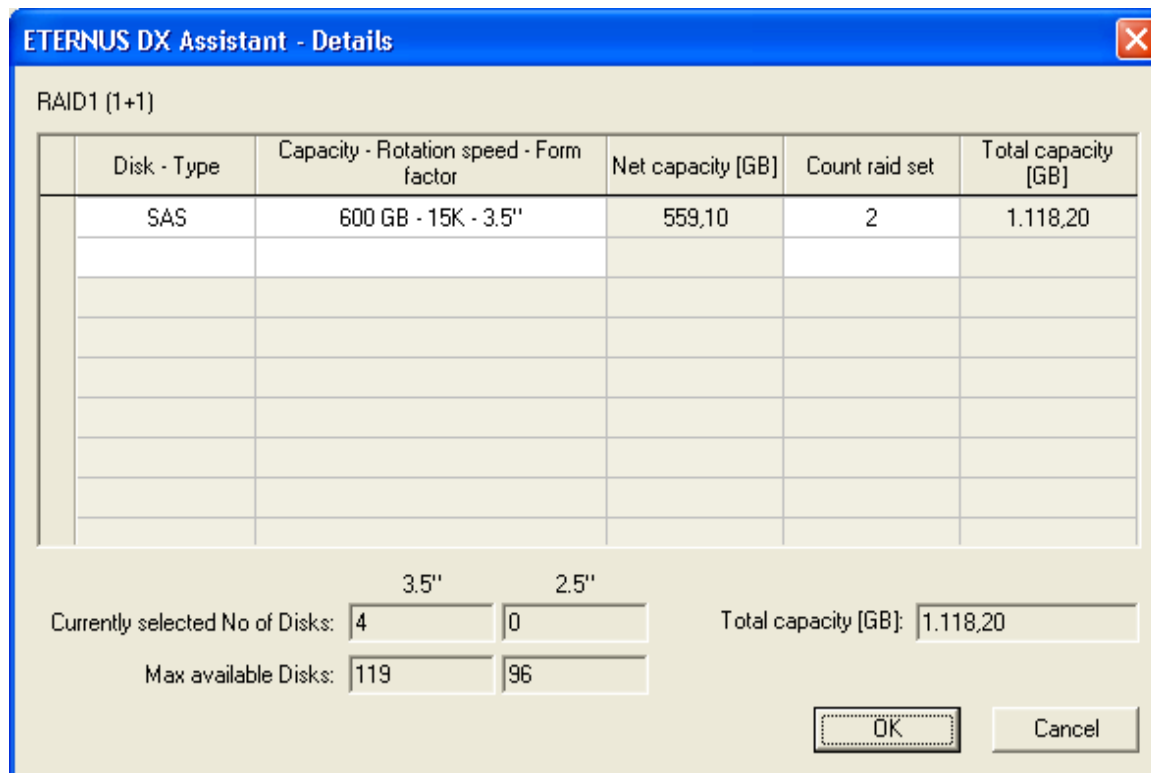 ETERNUS DX Assistant - Details
RAID1 (1+1)
Disk - Type Capacity - Rotation speed - Form factor Net capacity [GB] Count raid set Total capacity [GB]
SAS 600 GB - 15K - 3.5" 559,10 2 1.118,20
3.5" 2.5"
Currently selected No of Disks: 4 0 Total capacity [GB]: 1.118,20
Max available Disks: 119 96
OK Cancel